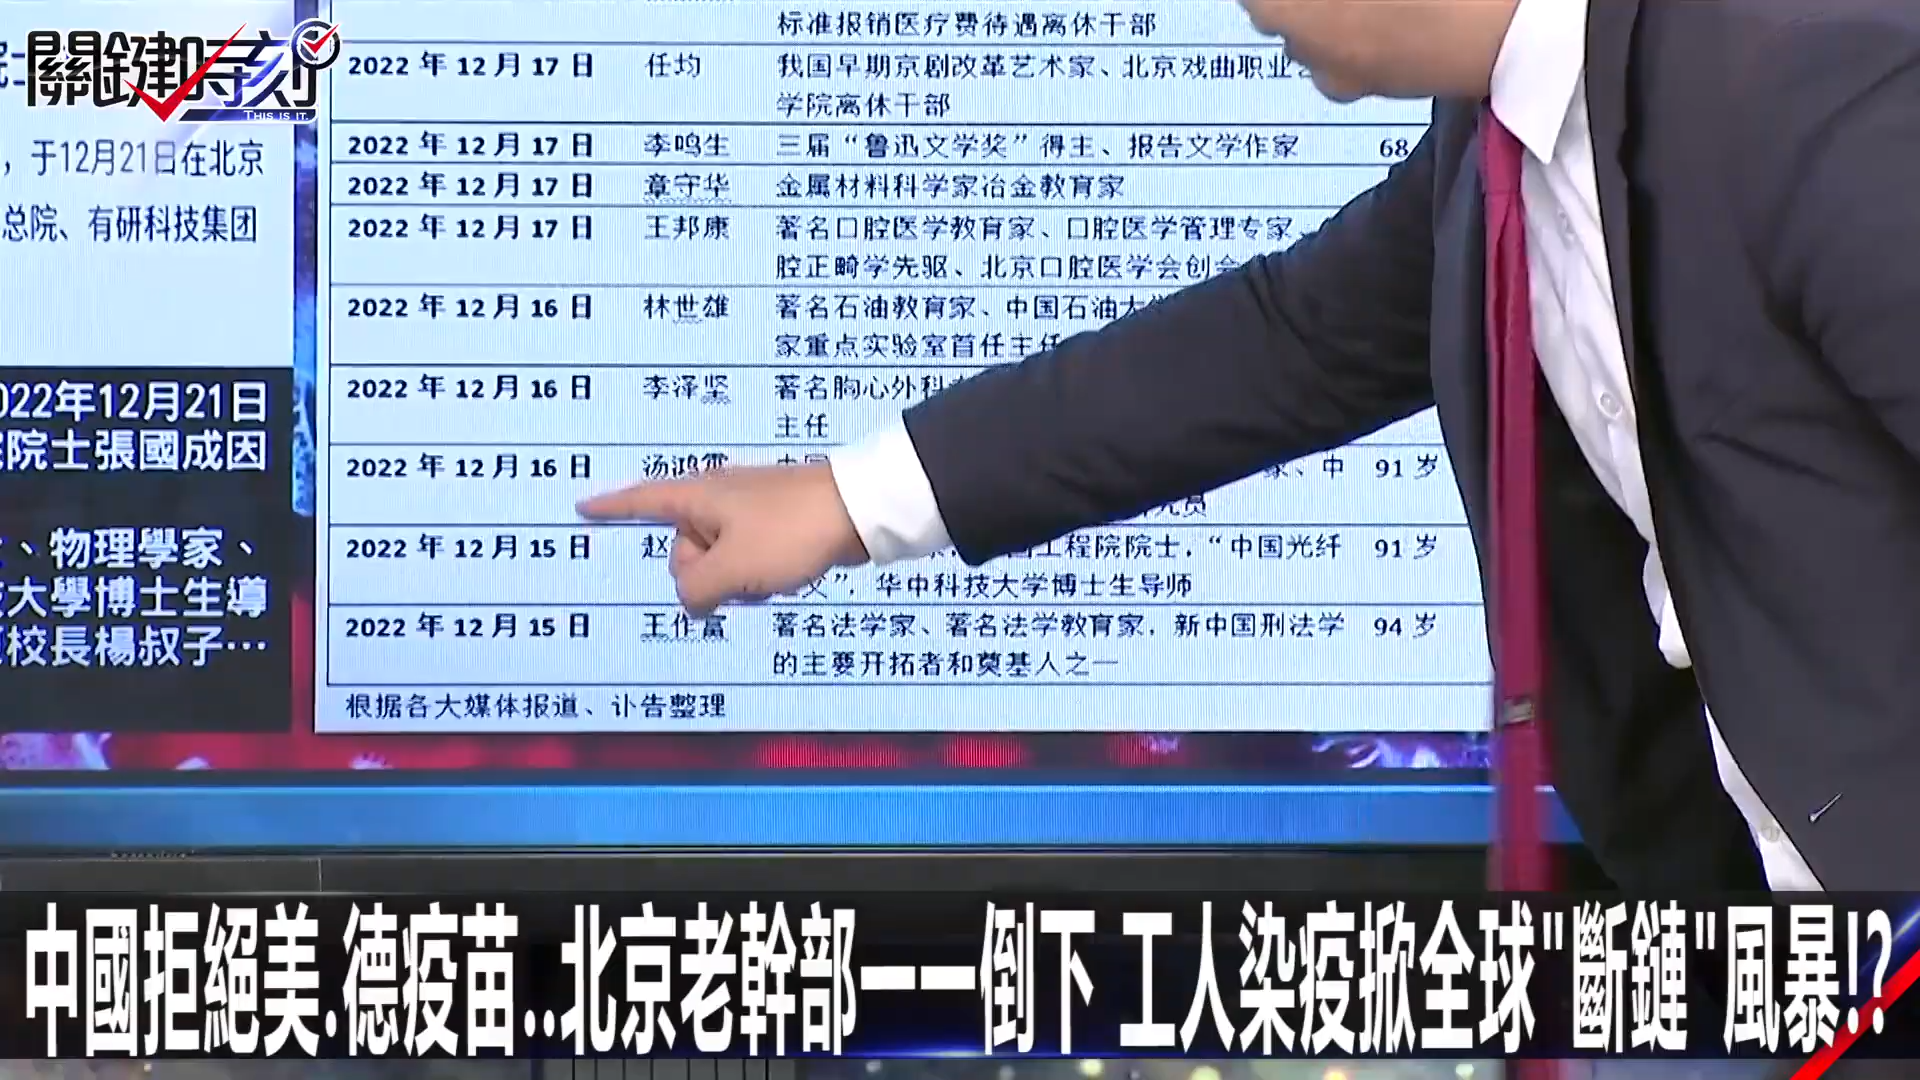 關鍵時刻
THIS IS IT.
，于12月21日在北京
总院、有研科技集团
022年12月21日
院士張國成因
、物理學家、
大學博士生導
校長楊叔子…
标准报销医疗费待遇离休干部
2022 年 12 月 17 日 任均 我国早期京剧改革艺术家、北京戏曲职业
学院离休干部
2022 年 12 月 17 日 李鸣生 三届“鲁迅文学奖”得主、报告文学作家 68
2022 年 12 月 17 日 章守华 金属材料科学家冶金教育家
2022 年 12 月 17 日 王邦康 著名口腔医学教育家、口腔医学管理专家、
腔正畸学先驱、北京口腔医学会创会
2022 年 12 月 16 日 林世雄 著名石油教育家、中国石油大
家重点实验室首任主任
2022 年 12 月 16 日 李泽坚 著名胸心外科
主任
2022 年 12 月 16 日 汤鸿霄 中国 家、中 91 岁
究员
2022 年 12 月 15 日 赵 工程院院士，“中国光纤 91 岁
父”，华中科技大学博士生导师
2022 年 12 月 15 日 王作富 著名法学家、著名法学教育家，新中国刑法学 94 岁
的主要开拓者和奠基人之一
根据各大媒体报道、讣告整理
中國拒絕美.德疫苗..北京老幹部一一倒下 工人染疫掀全球"斷鏈"風暴!?